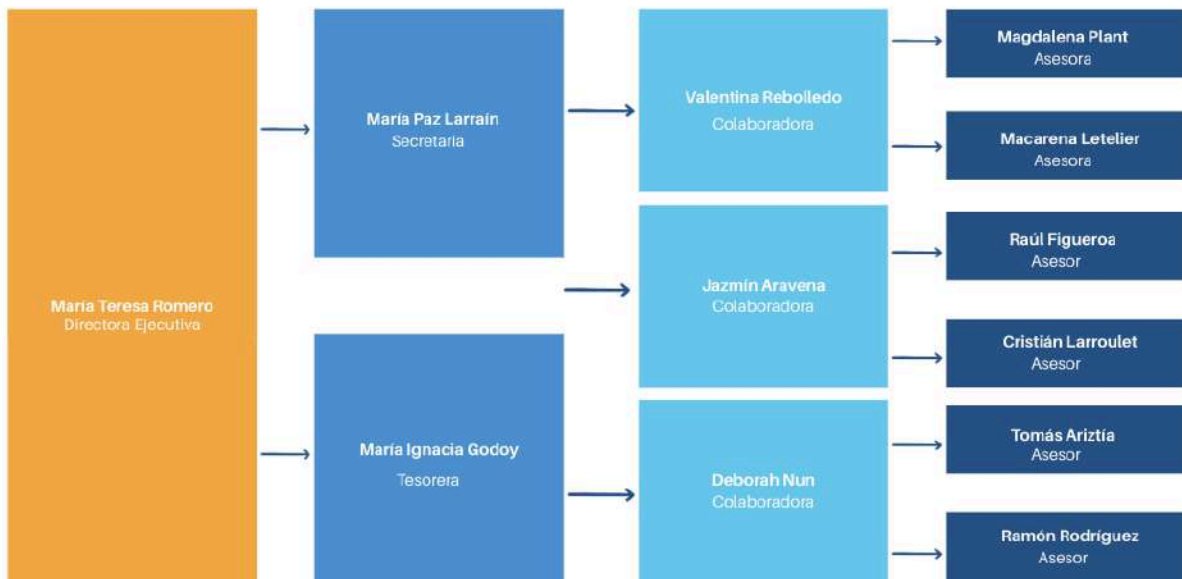 María Teresa Romero
Directora Ejecutiva
María Paz Larraín
Secretaria
María Ignacia Godoy
Tesorera
Valentina Rebolledo
Colaboradora
Jazmín Aravena
Colaboradora
Deborah Nun
Colaboradora
Magdalena Plant
Asesora
Macarena Letelier
Asesora
Raúl Figueroa
Asesor
Cristián Larroulet
Asesor
Tomás Ariztía
Asesor
Ramón Rodríguez
Asesor